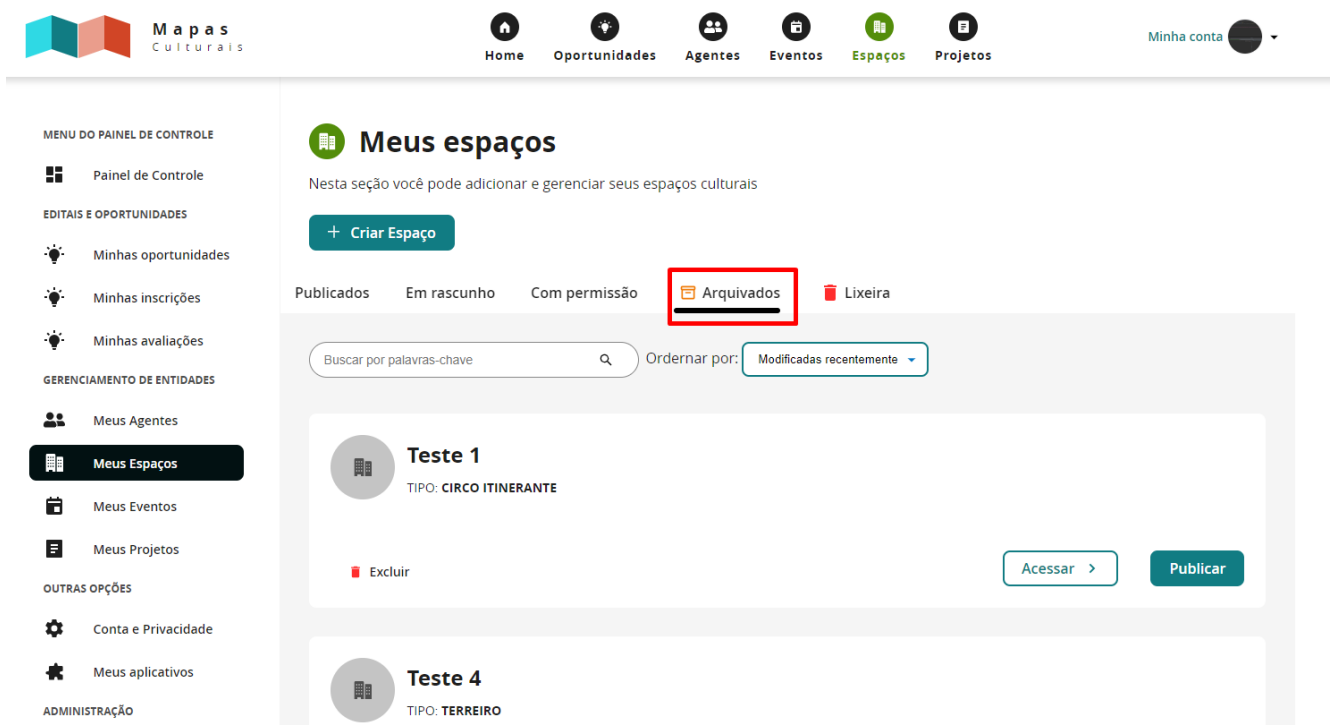 Mapas
Culturais
Home
Oportunidades
Agentes
Eventos
Espaços
Projetos
Minha conta
MENU DO PAINEL DE CONTROLE
Painel de Controle
EDITAIS E OPORTUNIDADES
Minhas oportunidades
Minhas inscrições
Minhas avaliações
GERENCIAMENTO DE ENTIDADES
Meus Agentes
Meus Espaços
Meus Eventos
Meus Projetos
OUTRAS OPÇÕES
Conta e Privacidade
Meus aplicativos
ADMINISTRAÇÃO
Meus espaços
Nesta seção você pode adicionar e gerenciar seus espaços culturais
+ Criar Espaço
Publicados
Em rascunho
Com permissão
Arquivados
Lixeira
Buscar por palavras-chave
Ordernar por:
Modificadas recentemente
Teste 1
TIPO: CIRCO ITINERANTE
Excluir
Acessar >
Publicar
Teste 4
TIPO: TERREIRO